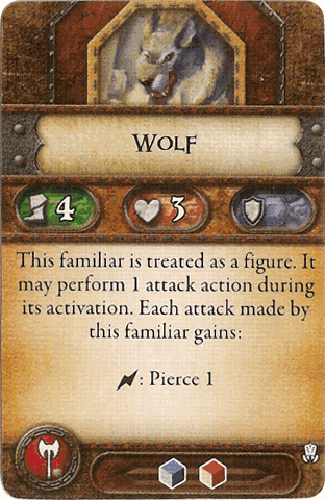 WOLF
4 3
This familiar is treated as a figure. It
may perform 1 attack action during
its activation. Each attack made by
this familiar gains:
: Pierce 1